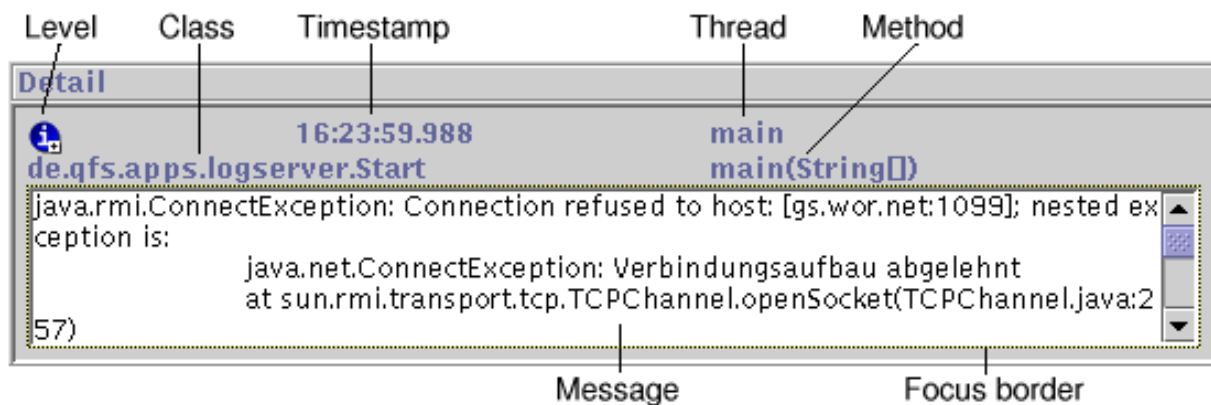 Level Class Timestamp Thread Method
Detail
16:23:59.988 main
de.qfs.apps.logserver.Start main(String[])
java.rmi.ConnectException: Connection refused to host: [gs.wor.net:1099]; nested ex
ception is:
java.net.ConnectException: Verbindungsaufbau abgelehnt
at sun.rmi.transport.tcp.TCPChannel.openSocket(TCPChannel.java:2
57)
Message Focus border